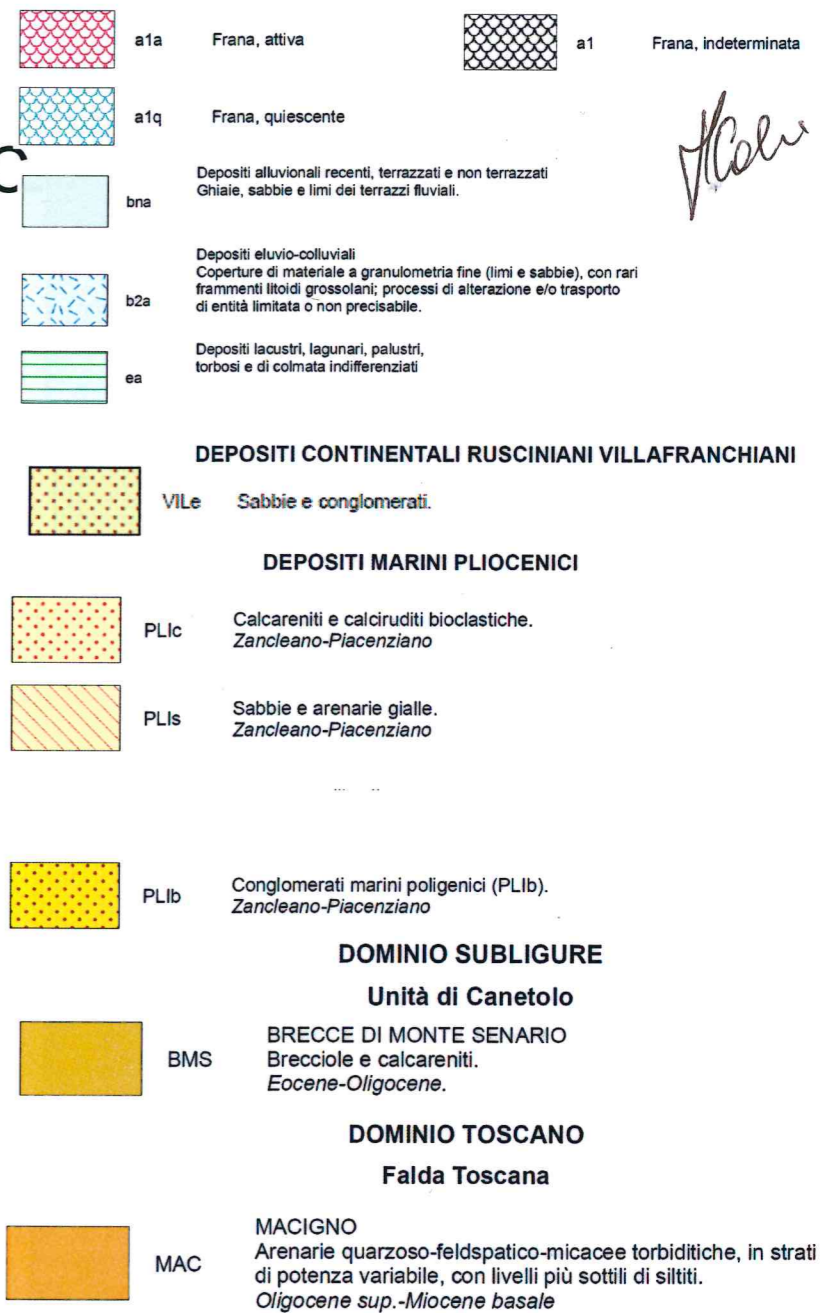 a1a Frana, attiva
a1 Frana, indeterminata
a1q Frana, quiescente
C
bna
Depositi alluvionali recenti, terrazzati e non terrazzati
Ghiaie, sabbie e limi dei terrazzi fluviali.
b2a
Depositi eluvio-colluviali
Coperture di materiale a granulometria fine (limi e sabbie), con rari
frammenti litoidi grossolani; processi di alterazione e/o trasporto
di entità limitata o non precisabile.
ea
Depositi lacustri, lagunari, palustri,
torbosi e di colmata indifferenziati
DEPOSITI CONTINENTALI RUSCINIANI VILLAFRANCHIANI
VILe Sabbie e conglomerati.
DEPOSITI MARINI PLIOCENICI
PLIc
Calcareniti e calciruditi bioclastiche.
Zancleano-Piacenziano
PLIs
Sabbie e arenarie gialle.
Zancleano-Piacenziano
PLIb
Conglomerati marini poligenici (PLIb).
Zancleano-Piacenziano
DOMINIO SUBLIGURE
Unità di Canetolo
BMS
BRECCE DI MONTE SENARIO
Brecciole e calcareniti.
Eocene-Oligocene.
DOMINIO TOSCANO
Falda Toscana
MAC
MACIGNO
Arenarie quarzoso-feldspatico-micacee torbiditiche, in strati
di potenza variabile, con livelli più sottili di siltiti.
Oligocene sup.-Miocene basale